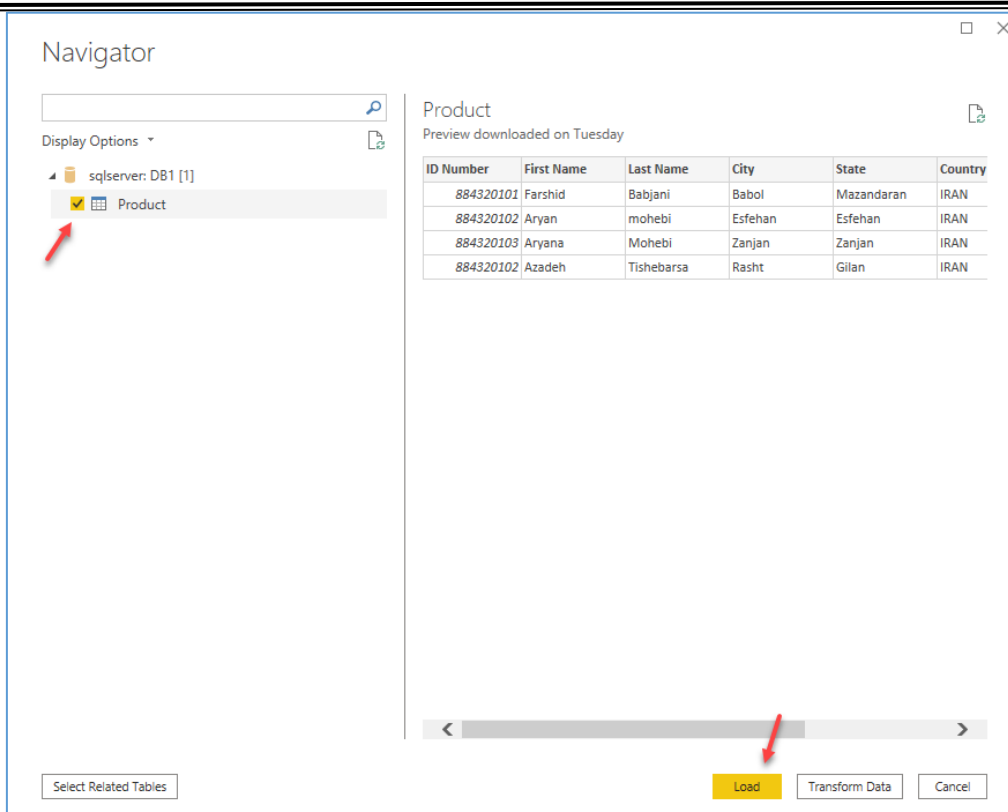 Navigator
Display Options
sqlserver: DB1 [1]
Product
Product
Preview downloaded on Tuesday
ID Number First Name Last Name City State Country
884320101 Farshid Babjani Babol Mazandaran IRAN
884320102 Aryan mohebi Esfehan Esfehan IRAN
884320103 Aryana Mohebi Zanjan Zanjan IRAN
884320102 Azadeh Tishebarsa Rasht Gilan IRAN
Select Related Tables Load Transform Data Cancel